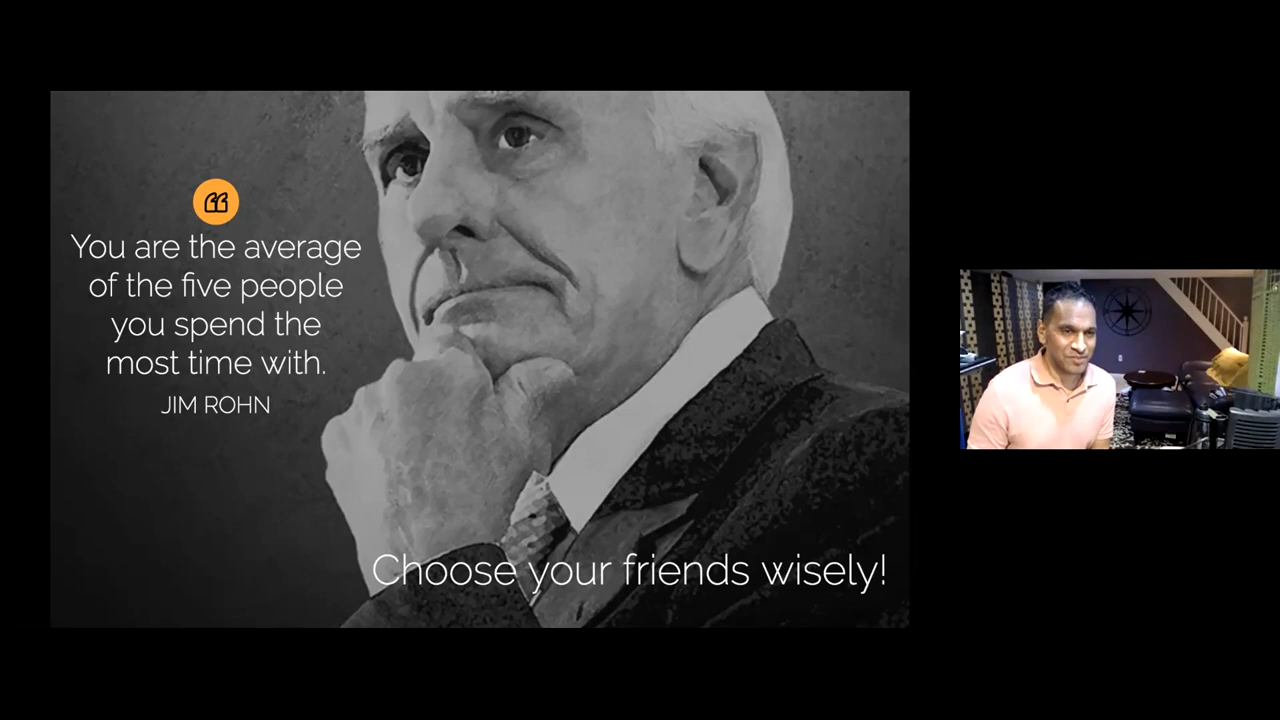 You are the average
of the five people
you spend the
most time with.
JIM ROHN
Choose your friends wisely!